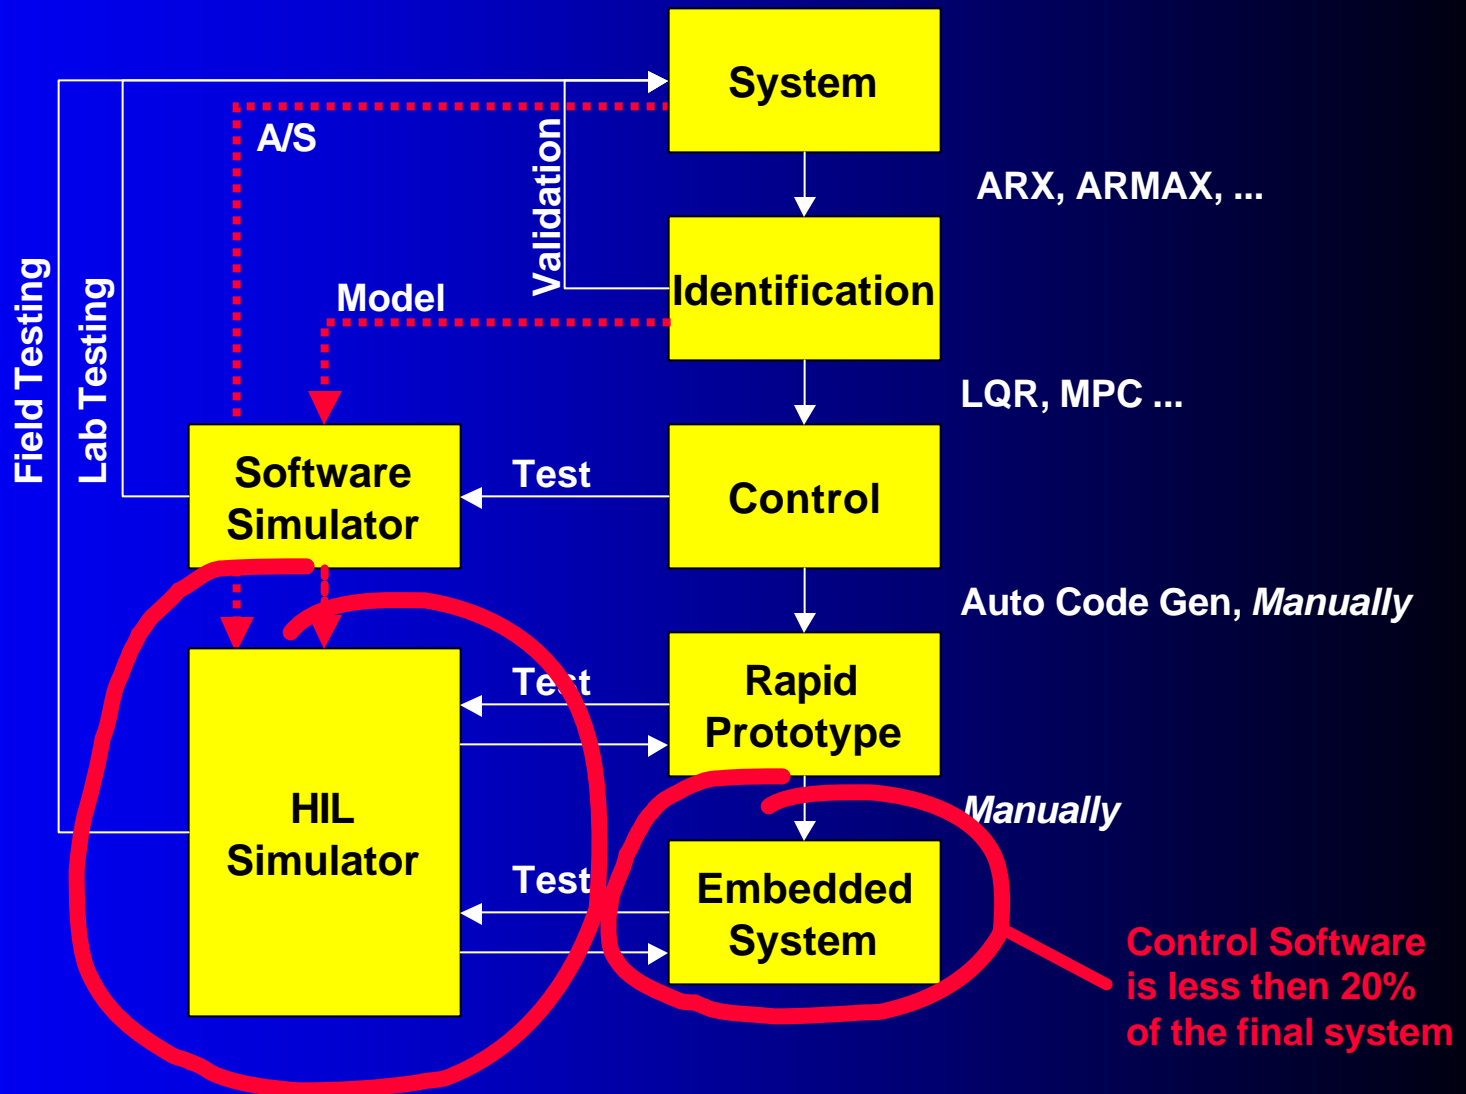 System
A/S
Validation
ARX, ARMAX, ...
Identification
Model
Field Testing
Lab Testing
LQR, MPC ...
Software
Simulator
Test
Control
Auto Code Gen, Manually
Test
Rapid
Prototype
HIL
Simulator
Manually
Test
Embedded
System
Control Software
is less then 20%
of the final system